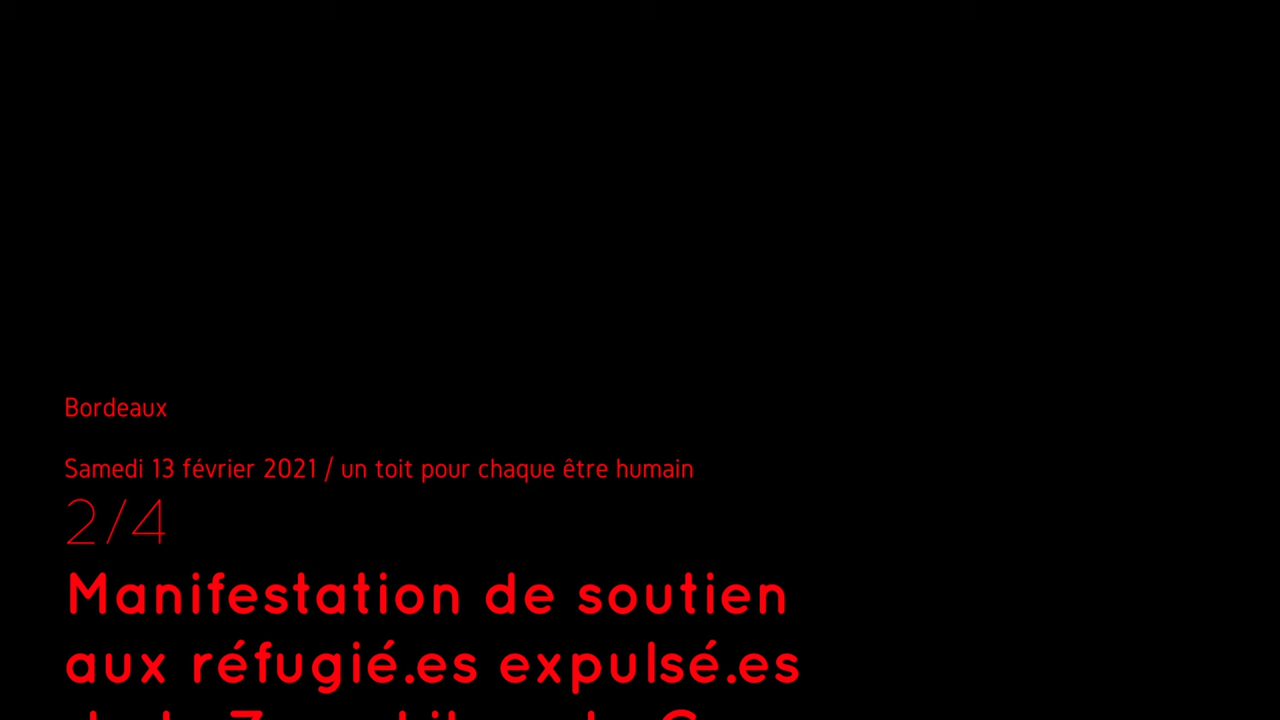 Bordeaux
Samedi 13 février 2021 / un toit pour chaque être humain
2/4
Manifestation de soutien
aux réfugié.es expulsé.es